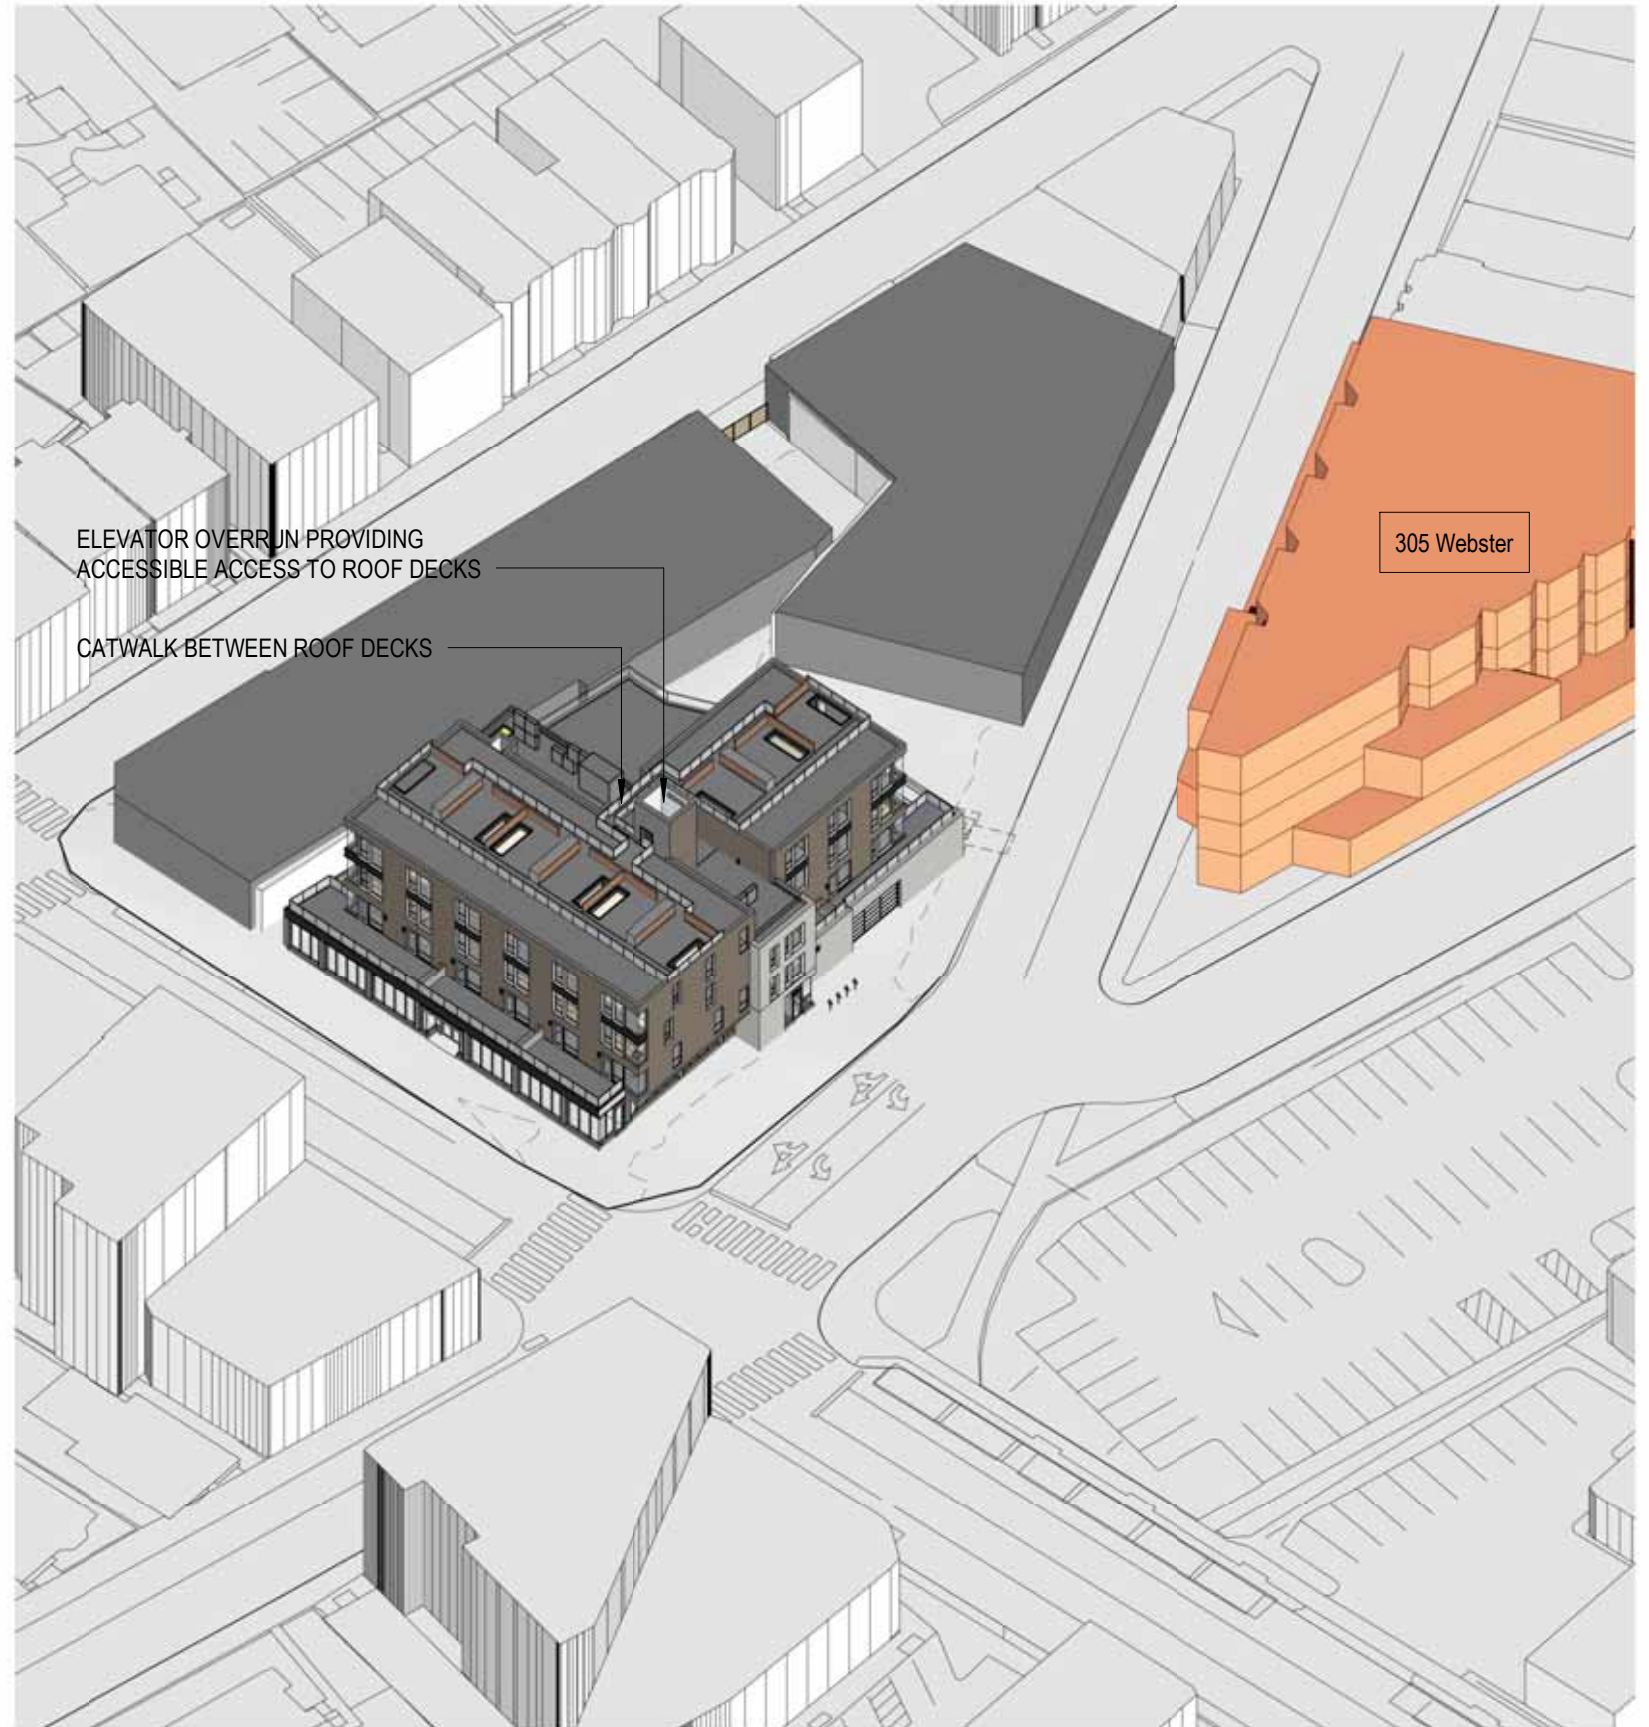 ELEVATOR OVERRUN PROVIDING
ACCESSIBLE ACCESS TO ROOF DECKS
CATWALK BETWEEN ROOF DECKS
305 Webster